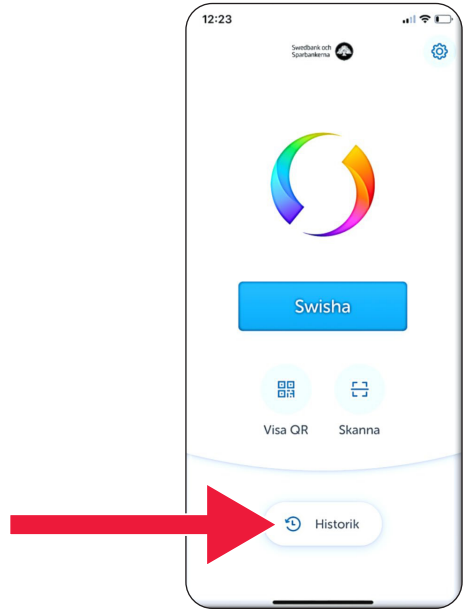 12:23
Swedbank och
Sparbankerna
Swisha
Visa QR
Skanna
Historik